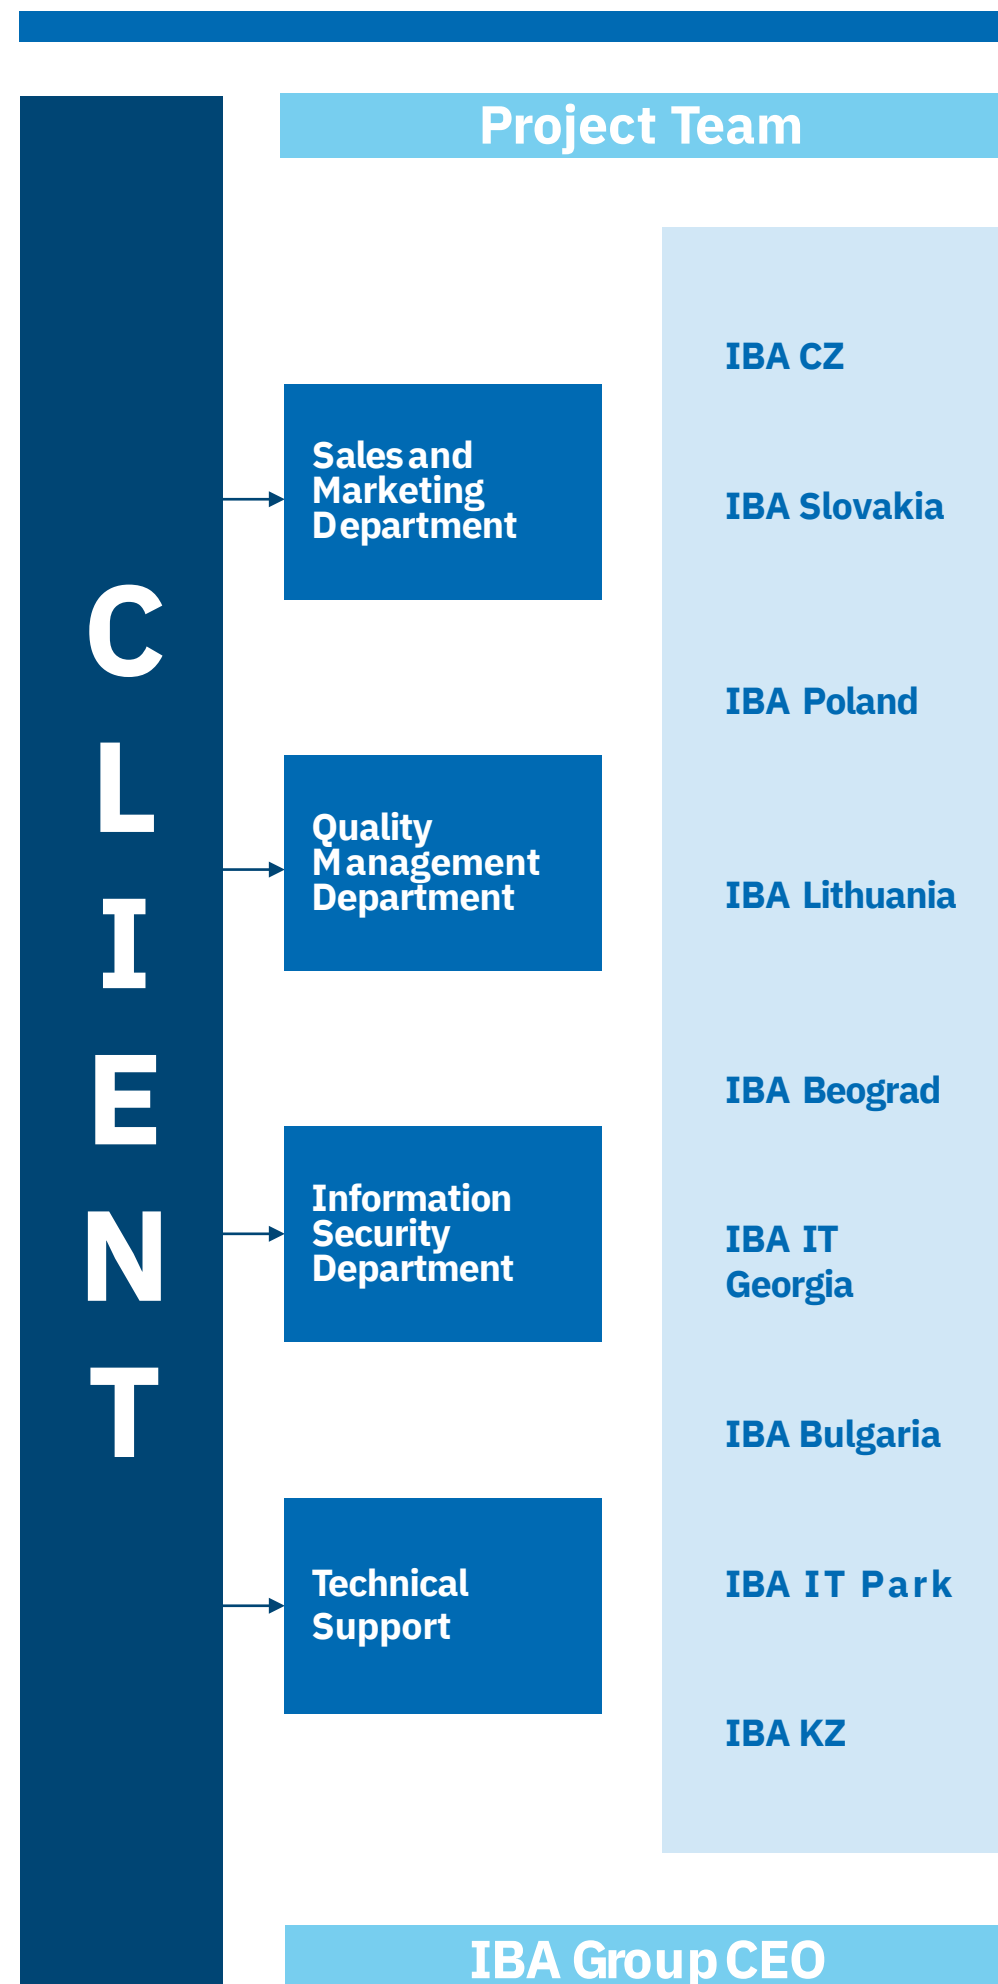 Project Team
CLIENT
Sales and
Marketing
Department
Quality
Management
Department
Information
Security
Department
Technical
Support
IBA CZ
IBA Slovakia
IBA Poland
IBA Lithuania
IBA Beograd
IBA IT
Georgia
IBA Bulgaria
IBA IT Park
IBA KZ
IBA Group CEO